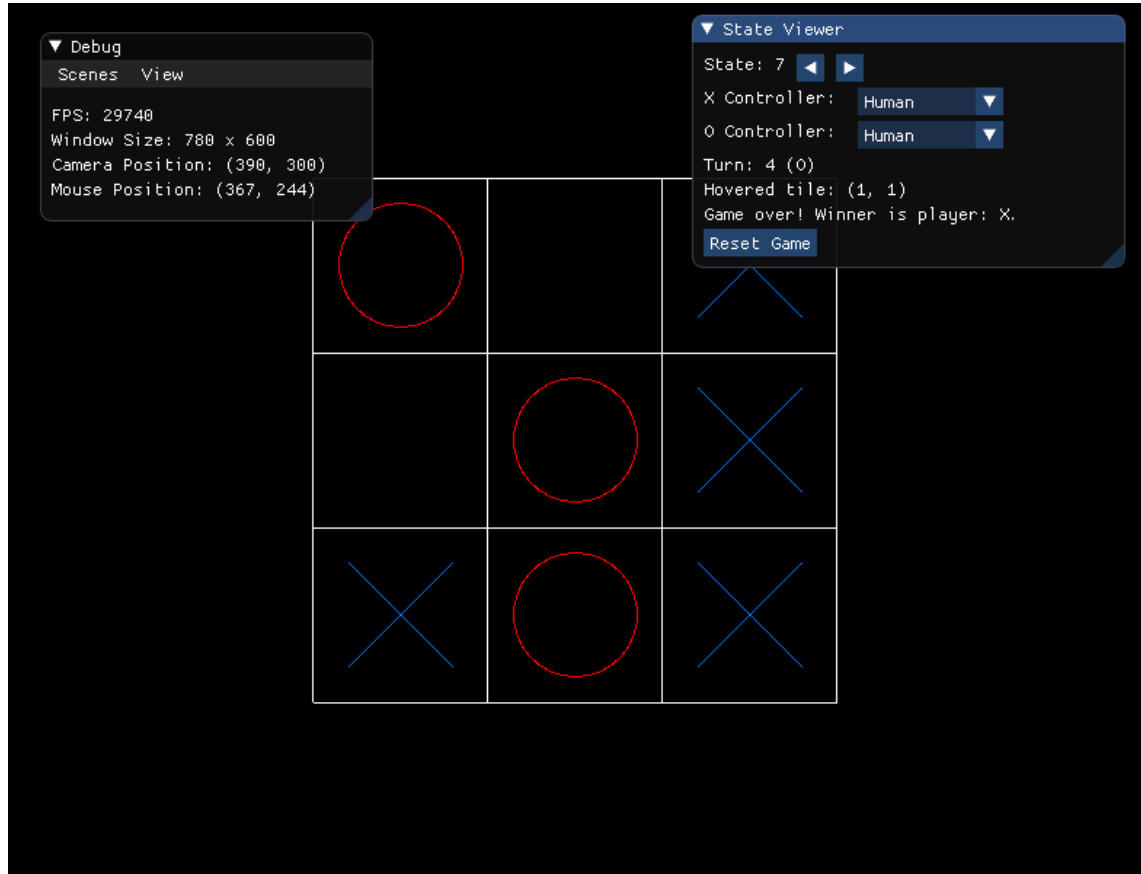 Debug
Scenes View
FPS: 29740
Window Size: 780 x 600
Camera Position: (390, 300)
Mouse Position: (367, 244)
State Viewer
State: 7
X Controller: Human
O Controller: Human
Turn: 4 (O)
Hovered tile: (1, 1)
Game over! Winner is player: X.
Reset Game